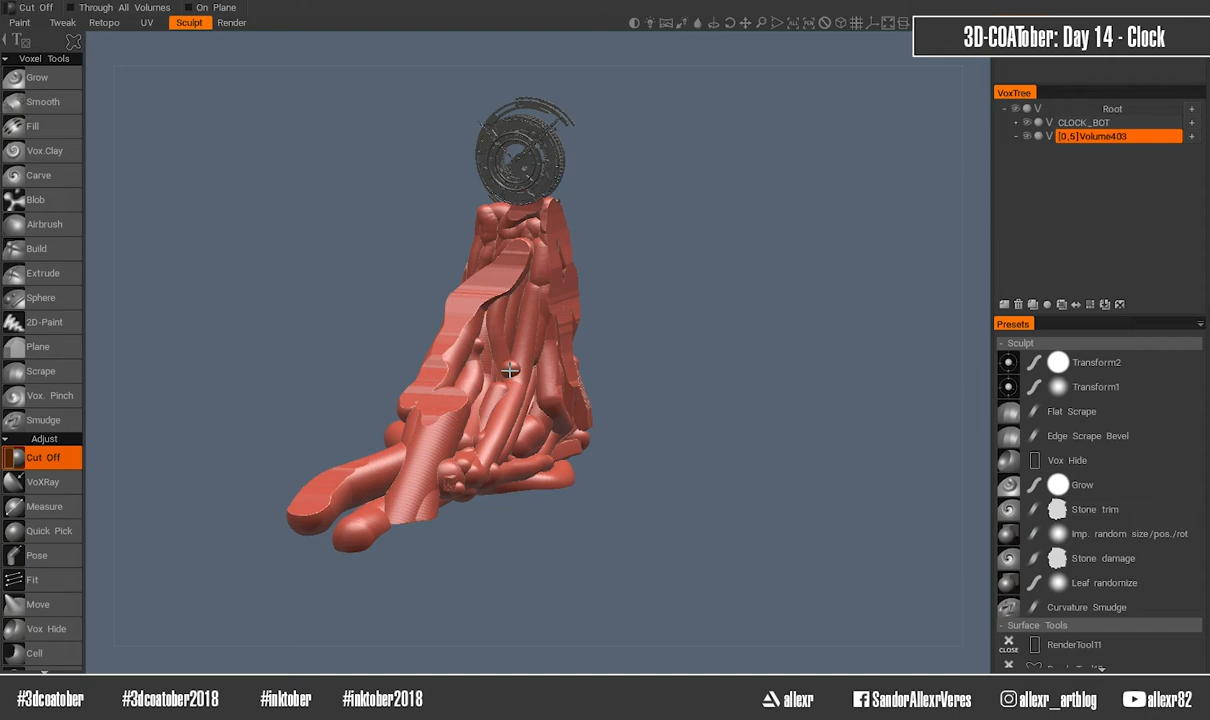 Cut Off Through All Volumes On Plane
Paint Tweak Retopo UV Sculpt Render
3D-COATober: Day 14 - Clock
Voxel Tools
Grow
Smooth
Fill
Vox.Clay
Carve
Blob
Airbrush
Build
Extrude
Sphere
2D-Paint
Plane
Scrape
Vox. Pinch
Smudge
Adjust
Cut Off
VoXRay
Measure
Quick Pick
Pose
Fit
Move
Vox Hide
Cell
VoxTree
V Root +
+ V CLOCK_BOT +
- V [0,5]Volume403 +
Presets
- Sculpt
Transform2
Transform1
Flat Scrape
Edge Scrape Bevel
Vox Hide
Grow
Stone trim
Imp. random size/pos./rot
Stone damage
Leaf randomize
Curvature Smudge
- Surface Tools
CLOSE RenderTool11
#3dcoatober #3dcoatober2018 #inktober #inktober2018 allexr SandorAllexrVeres allexr_artblog allexr82